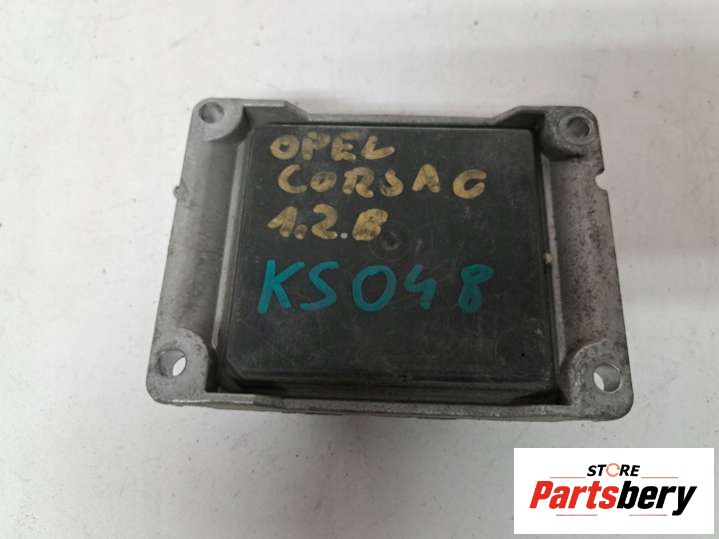 OPEL
CORSA C
1.2.B
KS048
STORE
Partsbery